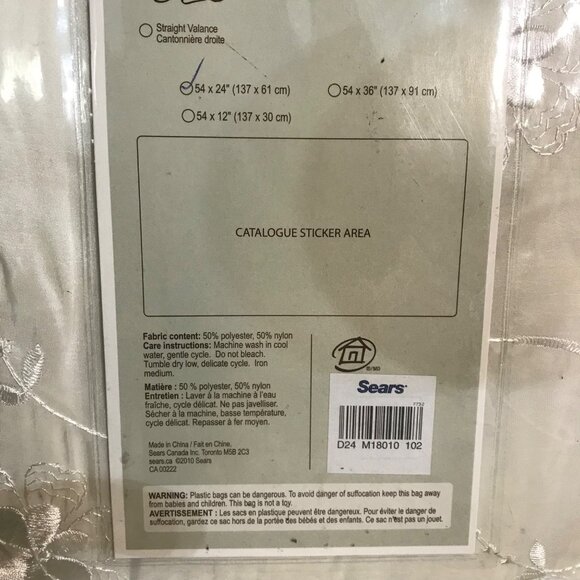 Straight Valance
Cantonnière droite
54 x 24" (137 x 61 cm)
54 x 36" (137 x 91 cm)
54 x 12" (137 x 30 cm)
CATALOGUE STICKER AREA
Fabric content: 50% polyester, 50% nylon
Care instructions: Machine wash in cool
water, gentle cycle. Do not bleach.
Tumble dry low, delicate cycle. Iron
medium.
Matière : 50 % polyester, 50% nylon
Entretien : Laver à la machine à l'eau
fraîche, cycle délicat. Ne pas javelliser.
Sécher à la machine, basse température,
cycle délicat. Repasser à fer moyen.
Made in China / Fait en Chine.
Sears Canada Inc. Toronto M5B 2C3
sears.ca ©2010 Sears
CA 00222
Sears
D24 M18010 102
WARNING: Plastic bags can be dangerous. To avoid danger of suffocation keep this bag away
from babies and children. This bag is not a toy.
AVERTISSEMENT : Les sacs en plastique peuvent être dangereux. Pour éviter le danger de
suffocation, gardez ce sac hors de la portée des bébés et des enfants. Ce sac n'est pas un jouet.